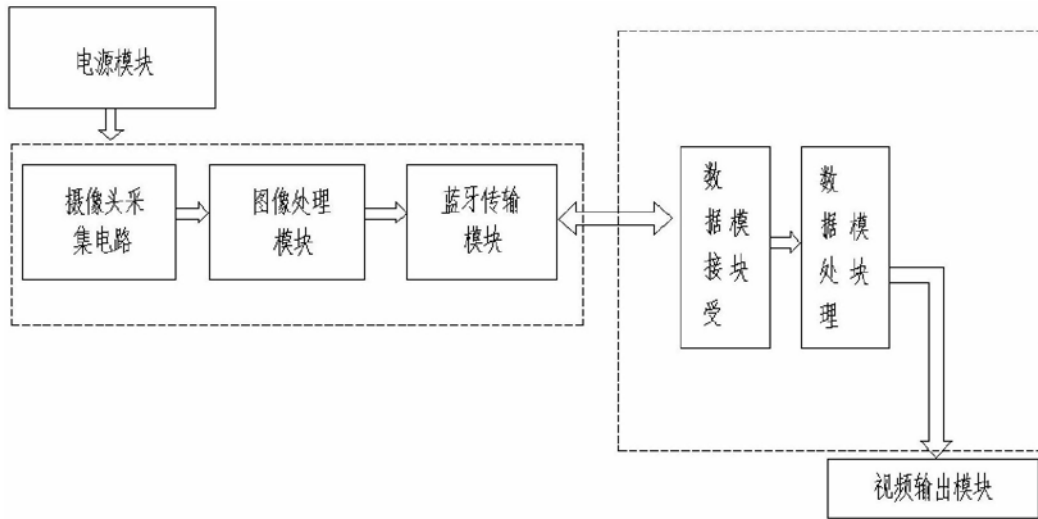 电源模块
摄像头采
集电路
图像处理
模块
蓝牙传输
模块
数据接受
模块
数据处理
模块
视频输出模块